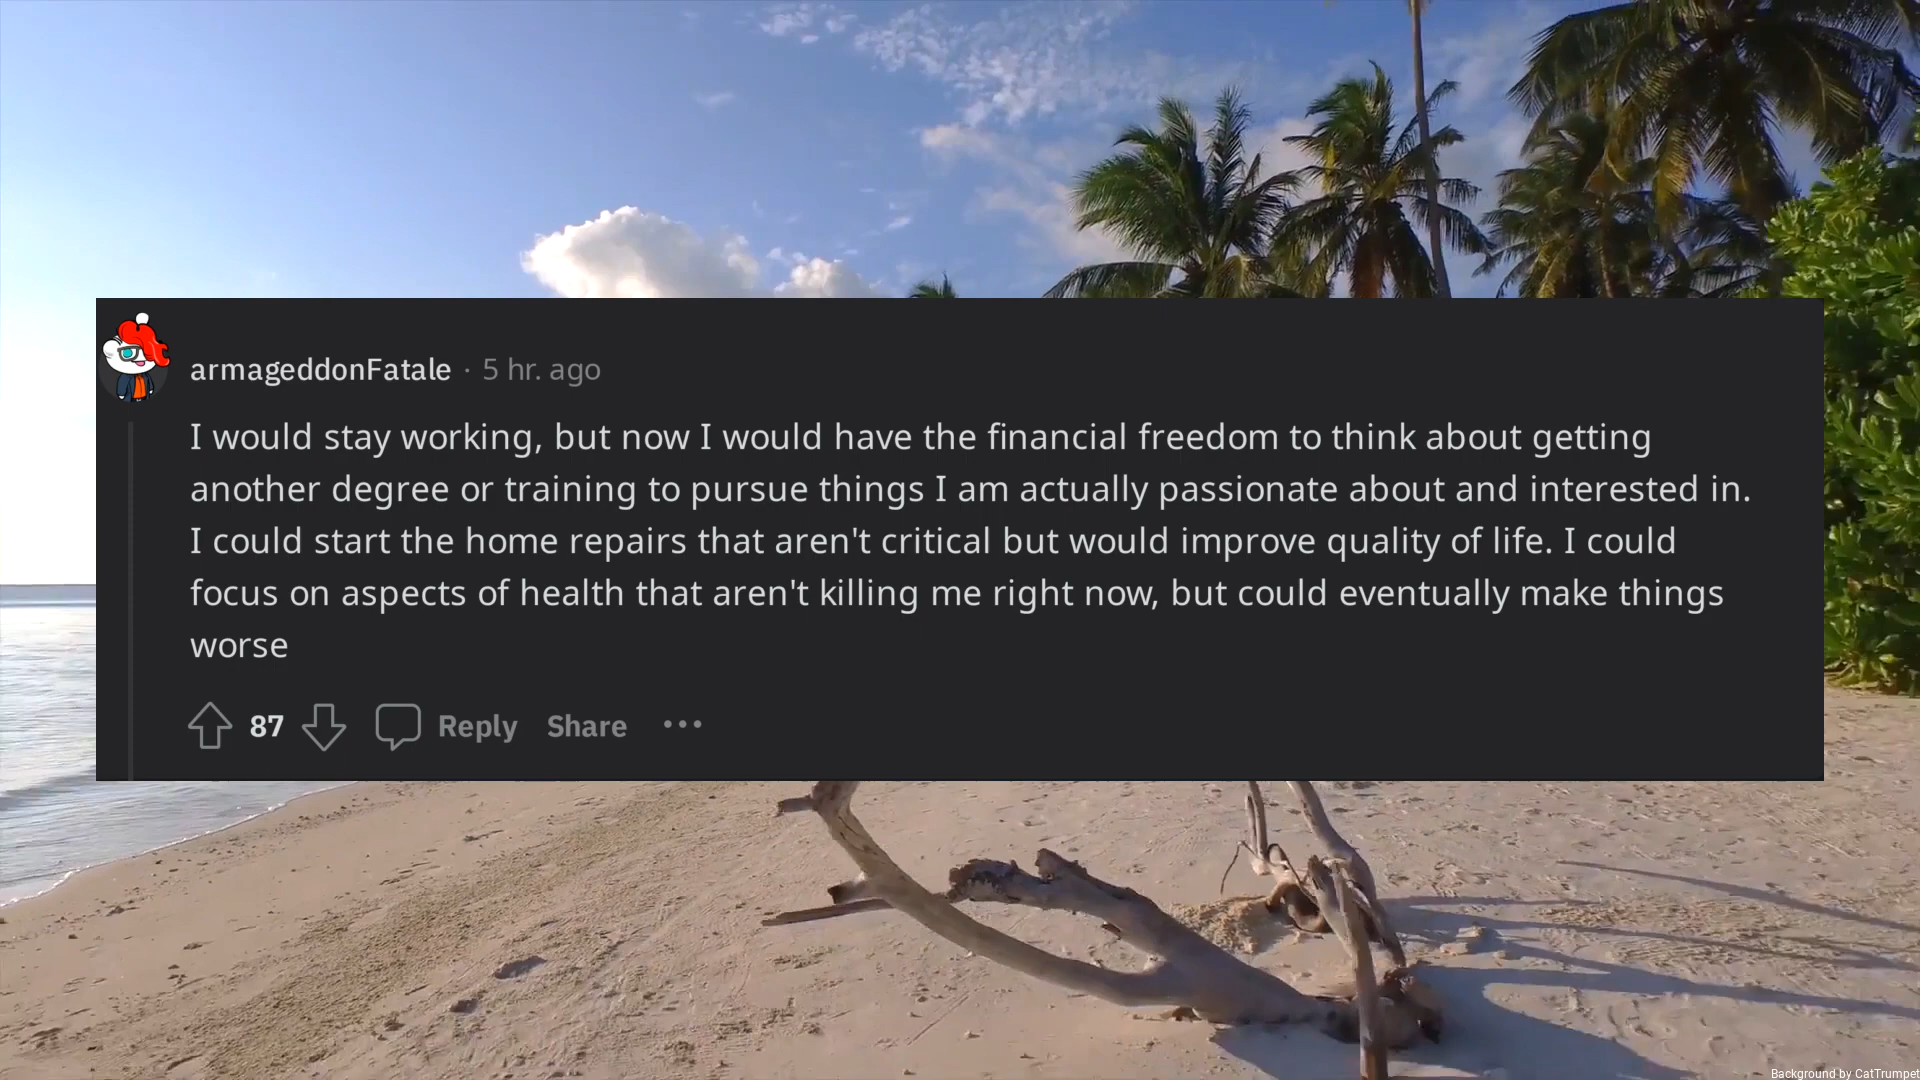 armageddonFatale · 5 hr. ago
I would stay working, but now I would have the financial freedom to think about getting
another degree or training to pursue things I am actually passionate about and interested in.
I could start the home repairs that aren't critical but would improve quality of life. I could
focus on aspects of health that aren't killing me right now, but could eventually make things
worse
87 Reply Share ···
Background by CatTrumpet